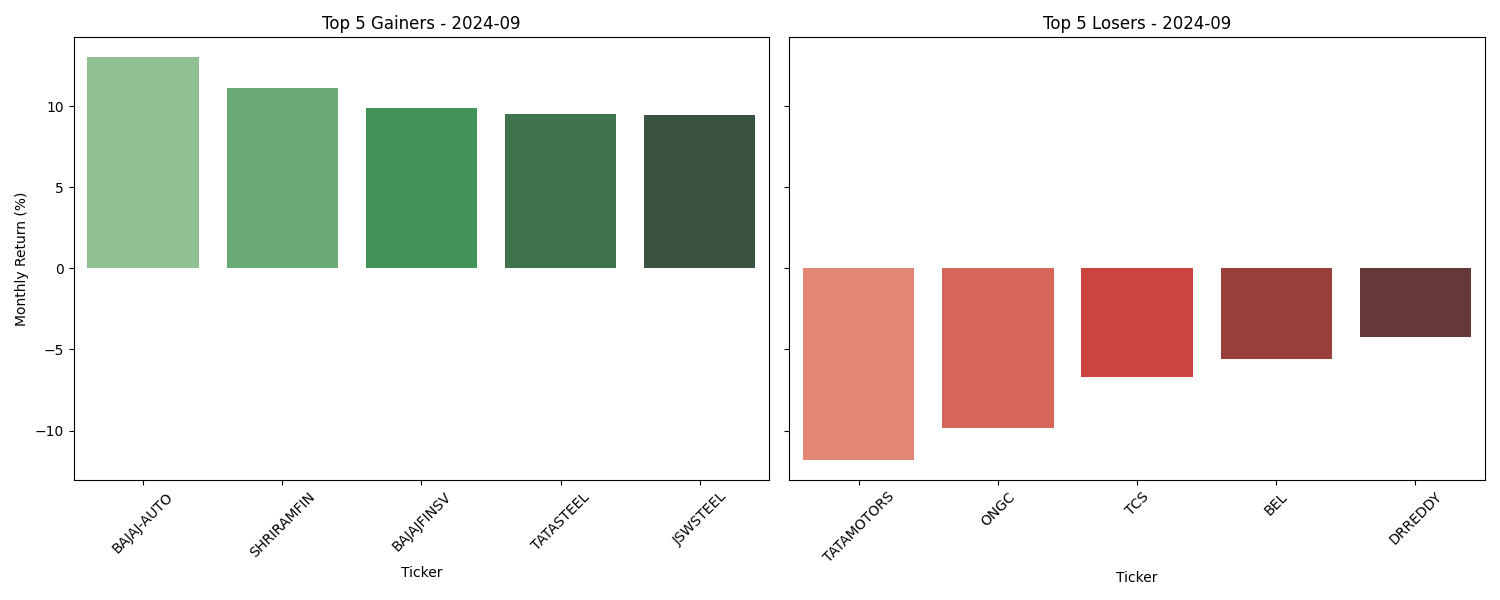 Top 5 Gainers - 2024-09
Monthly Return (%)
10
5
0
−5
−10
BAJAJ-AUTO
SHRIRAMFIN
BAJAJFINSV
TATASTEEL
JSWSTEEL
Ticker
Top 5 Losers - 2024-09
TATAMOTORS
ONGC
TCS
BEL
DRREDDY
Ticker